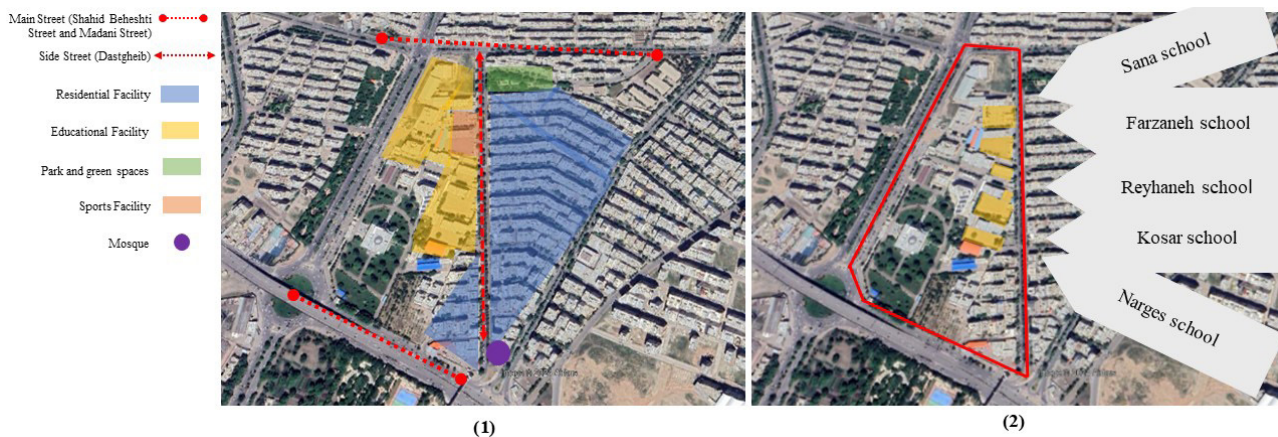 Main Street (Shahid Beheshti
Street and Madani Street)
Side Street (Dastgheib)
Residential Facility
Educational Facility
Park and green spaces
Sports Facility
Mosque
Sana school
Farzaneh school
Reyhaneh school
Kosar school
Narges school
(1)
(2)